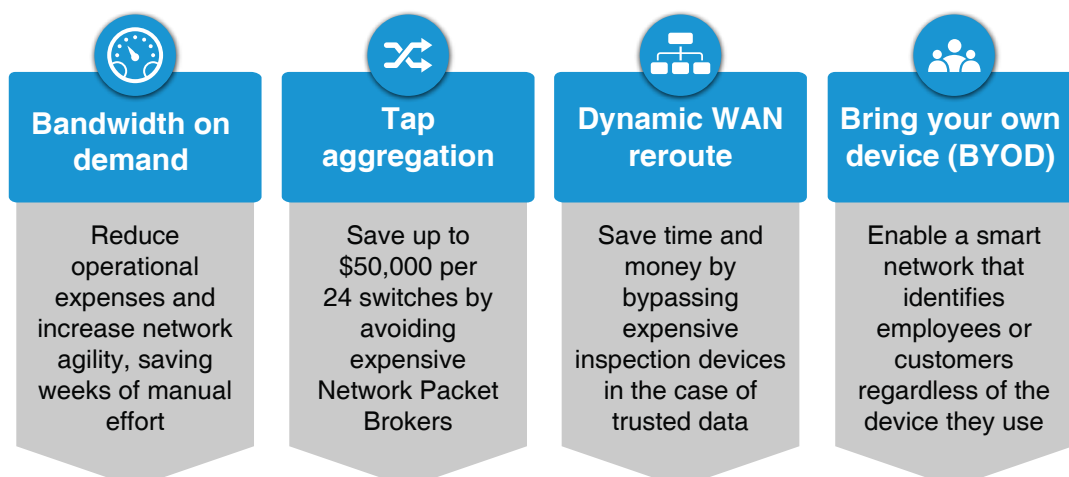 Bandwidth on
demand
Reduce
operational
expenses and
increase network
agility, saving
weeks of manual
effort
Tap
aggregation
Save up to
$50,000 per
24 switches by
avoiding
expensive
Network Packet
Brokers
Dynamic WAN
reroute
Save time and
money by
bypassing
expensive
inspection devices
in the case of
trusted data
Bring your own
device (BYOD)
Enable a smart
network that
identifies
employees or
customers
regardless of the
device they use